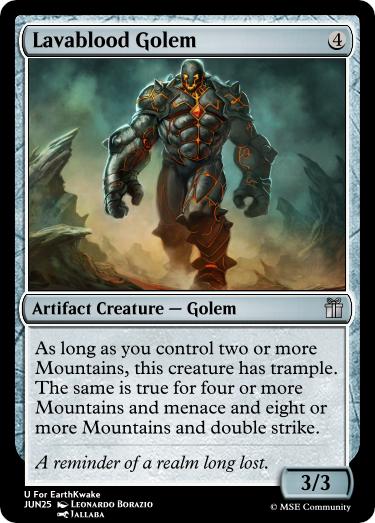 Lavablood Golem
4
Artifact Creature — Golem
As long as you control two or more
Mountains, this creature has trample.
The same is true for four or more
Mountains and menace and eight or
more Mountains and double strike.
A reminder of a realm long lost.
3/3
U For EarthKwake
JUN25 Leonardo Borazio
Jallaba
© MSE Community